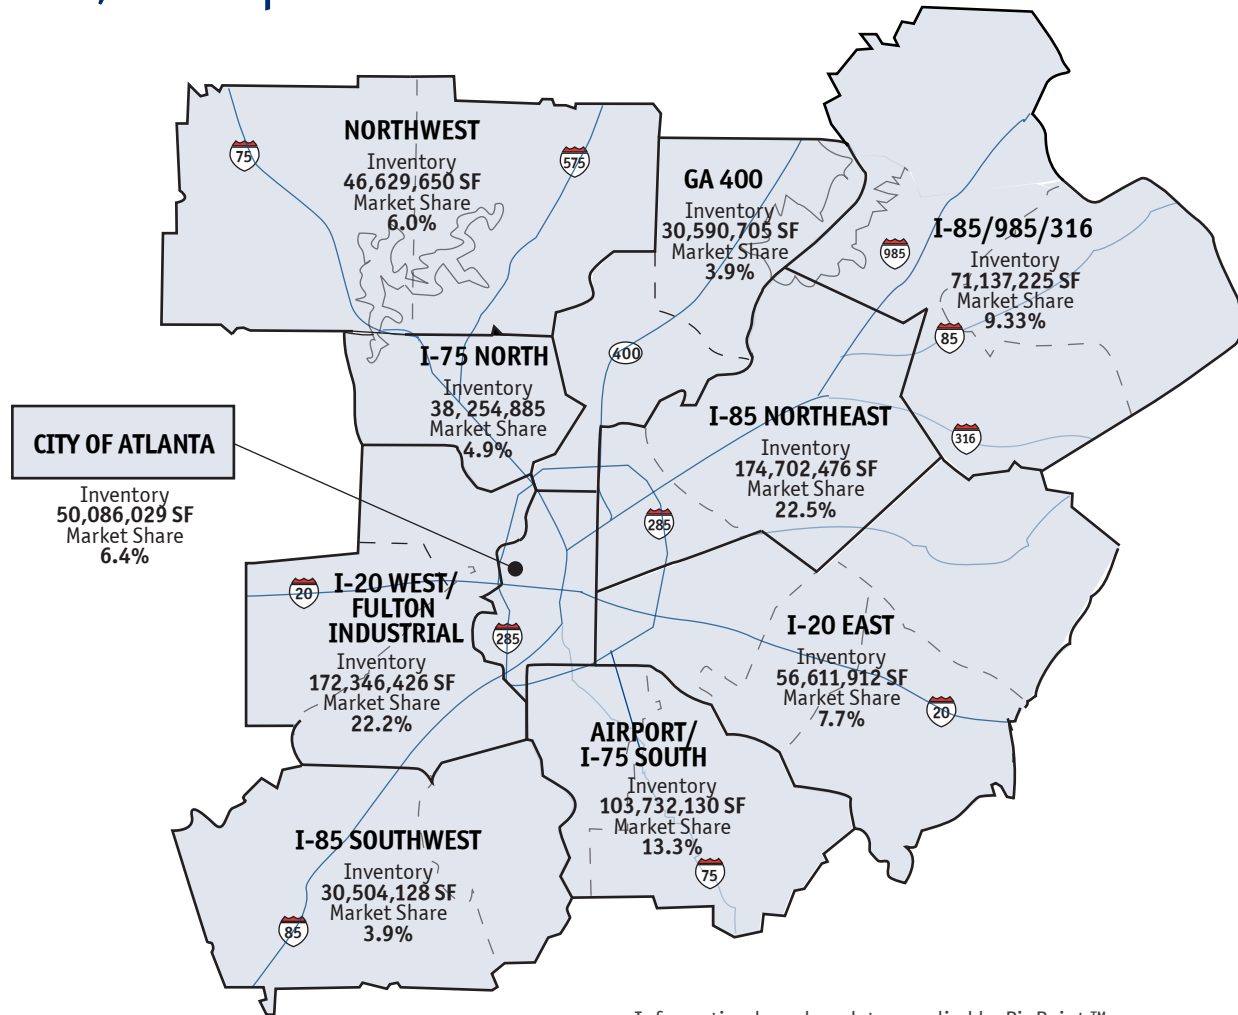 NORTHWEST
Inventory
46,629,650 SF
Market Share
6.0%
75
575
GA 400
Inventory
30,590,705 SF
Market Share
3.9%
I-85/985/316
Inventory
71,137,225 SF
Market Share
9.33%
985
85
316
400
I-75 NORTH
Inventory
38, 254,885
Market Share
4.9%
I-85 NORTHEAST
Inventory
174,702,476 SF
Market Share
22.5%
285
CITY OF ATLANTA
Inventory
50,086,029 SF
Market Share
6.4%
20
I-20 WEST/
FULTON
INDUSTRIAL
Inventory
172,346,426 SF
Market Share
22.2%
285
I-20 EAST
Inventory
56,611,912 SF
Market Share
7.7%
20
AIRPORT/
I-75 SOUTH
Inventory
103,732,130 SF
Market Share
13.3%
75
I-85 SOUTHWEST
Inventory
30,504,128 SF
Market Share
3.9%
85